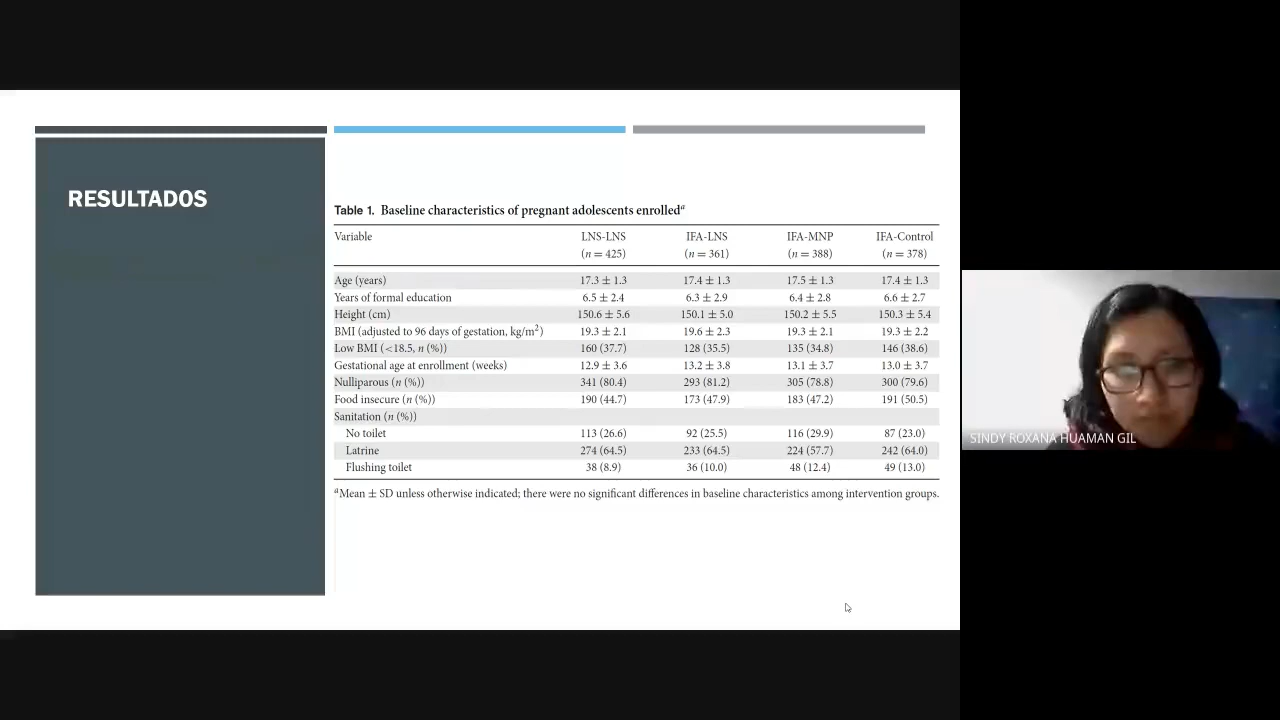 RESULTADOS
Table 1. Baseline characteristics of pregnant adolescents enrolledᵃ
Variable LNS-LNS IFA-LNS IFA-MNP IFA-Control
(n = 425) (n = 361) (n = 388) (n = 378)
Age (years) 17.3 ± 1.3 17.4 ± 1.3 17.5 ± 1.3 17.4 ± 1.3
Years of formal education 6.5 ± 2.4 6.3 ± 2.9 6.4 ± 2.8 6.6 ± 2.7
Height (cm) 150.6 ± 5.6 150.1 ± 5.0 150.2 ± 5.5 150.3 ± 5.4
BMI (adjusted to 96 days of gestation, kg/m²) 19.3 ± 2.1 19.6 ± 2.3 19.3 ± 2.1 19.3 ± 2.2
Low BMI (<18.5, n (%)) 160 (37.7) 128 (35.5) 135 (34.8) 146 (38.6)
Gestational age at enrollment (weeks) 12.9 ± 3.6 13.2 ± 3.8 13.1 ± 3.7 13.0 ± 3.7
Nulliparous (n (%)) 341 (80.4) 293 (81.2) 305 (78.8) 300 (79.6)
Food insecure (n (%)) 190 (44.7) 173 (47.9) 183 (47.2) 191 (50.5)
Sanitation (n (%))
No toilet 113 (26.6) 92 (25.5) 116 (29.9) 87 (23.0)
Latrine 274 (64.5) 233 (64.5) 224 (57.7) 242 (64.0)
Flushing toilet 38 (8.9) 36 (10.0) 48 (12.4) 49 (13.0)
ᵃMean ± SD unless otherwise indicated; there were no significant differences in baseline characteristics among intervention groups.
SINDY ROXANA HUAMAN GIL